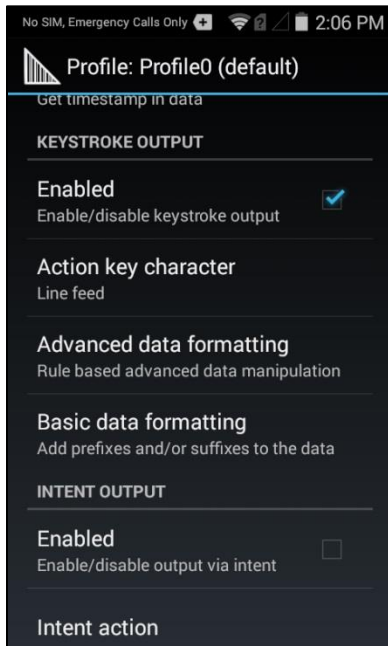 No SIM, Emergency Calls Only 2:06 PM
Profile: Profile0 (default)
Get timestamp in data
KEYSTROKE OUTPUT
Enabled
Enable/disable keystroke output
Action key character
Line feed
Advanced data formatting
Rule based advanced data manipulation
Basic data formatting
Add prefixes and/or suffixes to the data
INTENT OUTPUT
Enabled
Enable/disable output via intent
Intent action